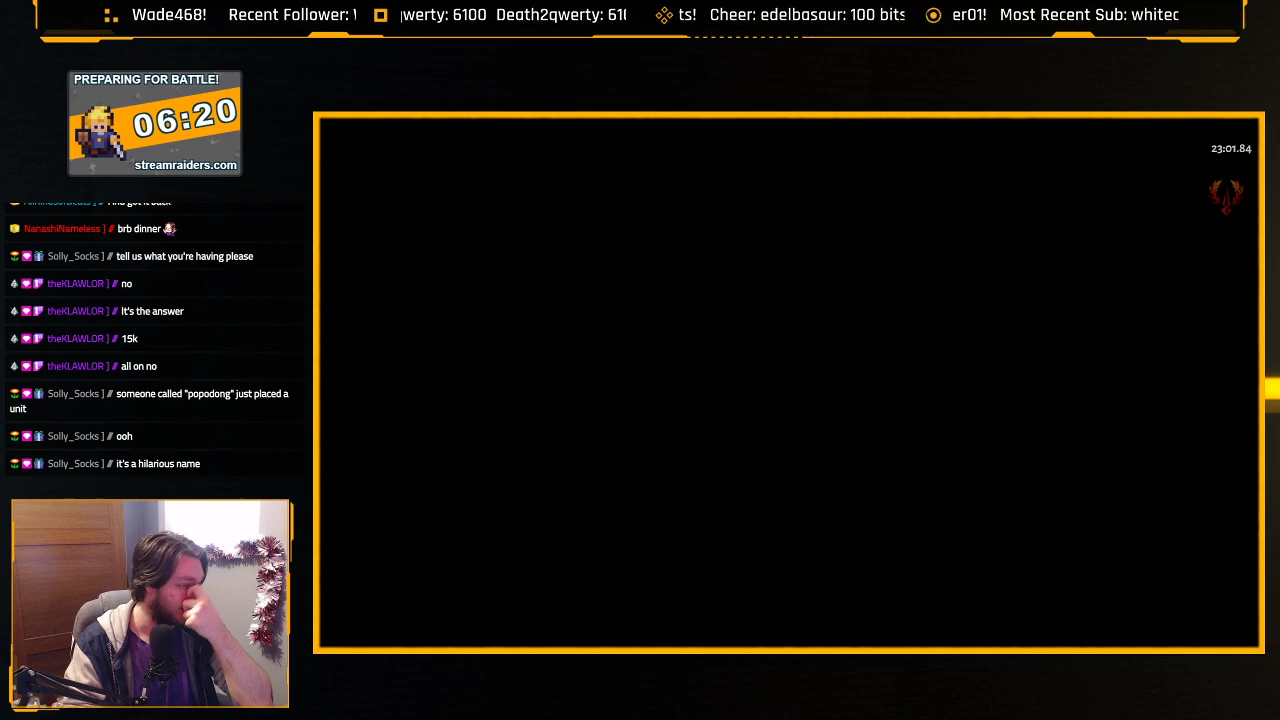 Wade468!
Recent Follower:
qwerty: 6100 Death2qwerty:
ts! Cheer: edelbasaur: 100 bits
er01! Most Recent Sub: whitec
PREPARING FOR BATTLE!
06:20
streamraiders.com
23:01.84
NanashiNameless ] // brb dinner
Solly_Socks ] // tell us what you're having please
theKLAWLOR ] // no
theKLAWLOR ] // It's the answer
theKLAWLOR ] // 15k
theKLAWLOR ] // all on no
Solly_Socks ] // someone called "popodong" just placed a
unit
Solly_Socks ] // ooh
Solly_Socks ] // it's a hilarious name